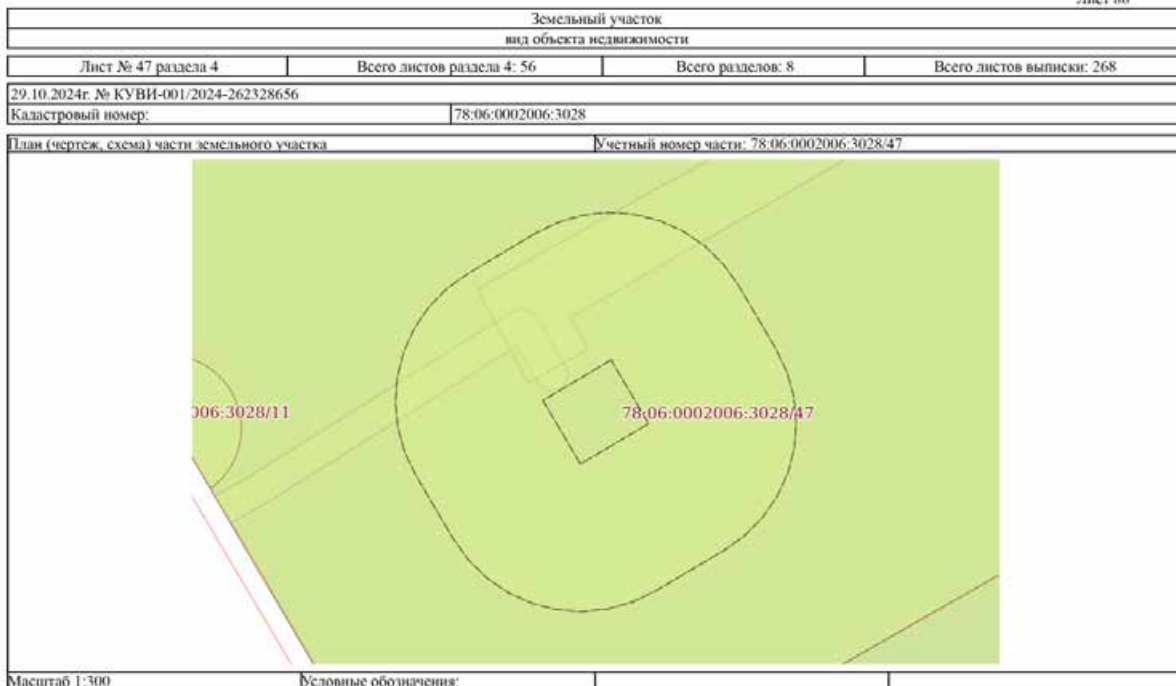 Земельный участок
вид объекта недвижимости
Лист № 47 раздела 4 Всего листов раздела 4: 56 Всего разделов: 8 Всего листов выписки: 268
29.10.2024г. № КУВИ-001/2024-262328656
Кадастровый номер: 78:06:0002006:3028
План (чертеж, схема) части земельного участка Учетный номер части: 78:06:0002006:3028/47
006:3028/11 78:06:0002006:3028/47
Масштаб 1:300 Условные обозначения: